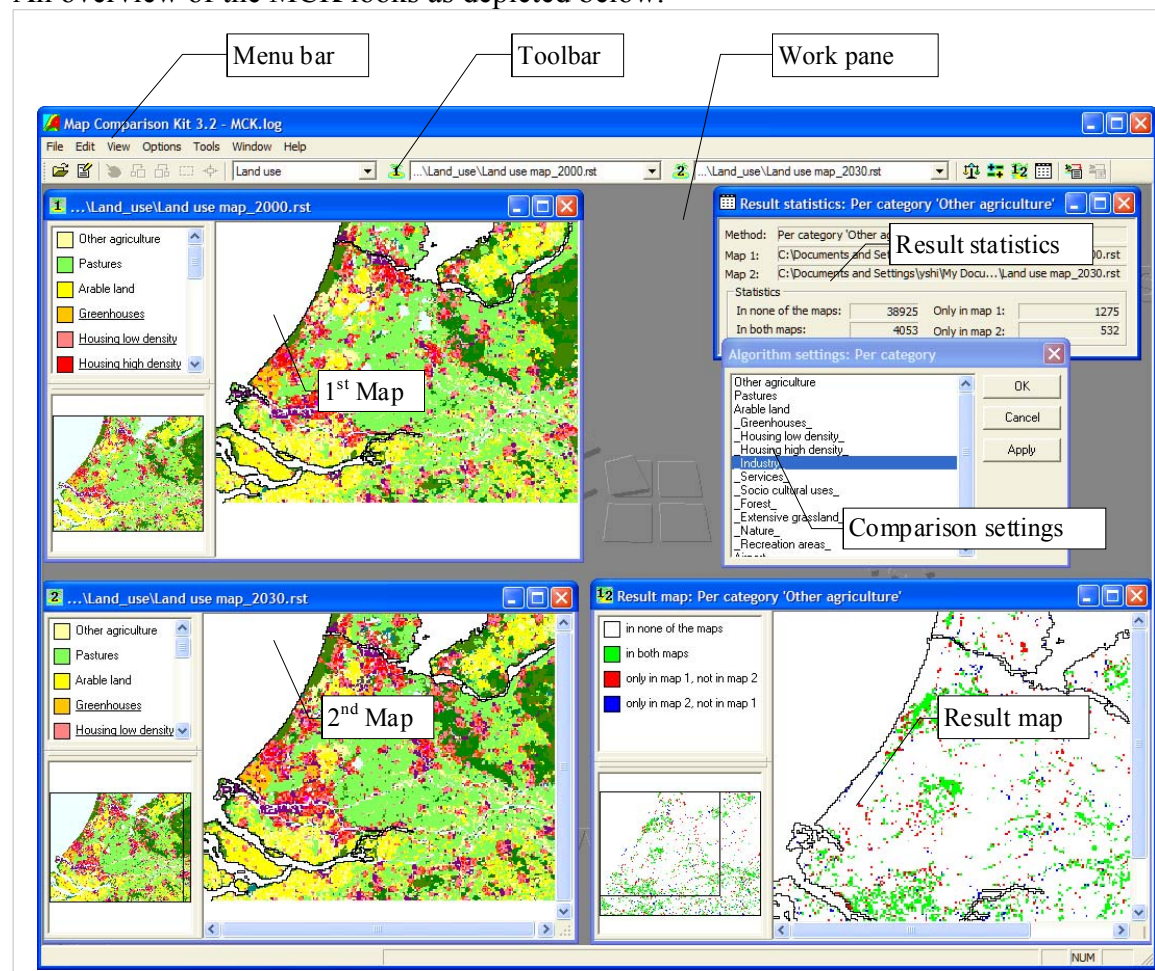 An overview of the MCK looks as depicted below:
Menu bar
Toolbar
Work pane
Map Comparison Kit 3.2 - MCK.log
File Edit View Options Tools Window Help
Land use
1
...\Land_use\Land use map_2000.rst
2
...\Land_use\Land use map_2030.rst
1 ...\Land_use\Land use map_2000.rst
Other agriculture
Pastures
Arable land
Greenhouses
Housing low density
Housing high density
1st Map
Result statistics: Per category 'Other agriculture'
Method: Per category 'Other ag
Result statistics
Map 1: C:\Documents and Set 00.rst
Map 2: C:\Documents and Settings\yshi\My Docu...\Land use map_2030.rst
Statistics
In none of the maps: 38925 Only in map 1: 1275
In both maps: 4053 Only in map 2: 532
Algorithm settings: Per category
Other agriculture
Pastures
Arable land
_Greenhouses_
_Housing low density_
_Housing high density_
_Industry_
_Services_
_Socio cultural uses_
_Forest_
_Extensive grassland_
_Nature_
_Recreation areas_
OK
Cancel
Apply
Comparison settings
2 ...\Land_use\Land use map_2030.rst
Other agriculture
Pastures
Arable land
Greenhouses
Housing low density
2nd Map
12 Result map: Per category 'Other agriculture'
in none of the maps
in both maps
only in map 1, not in map 2
only in map 2, not in map 1
Result map
NUM